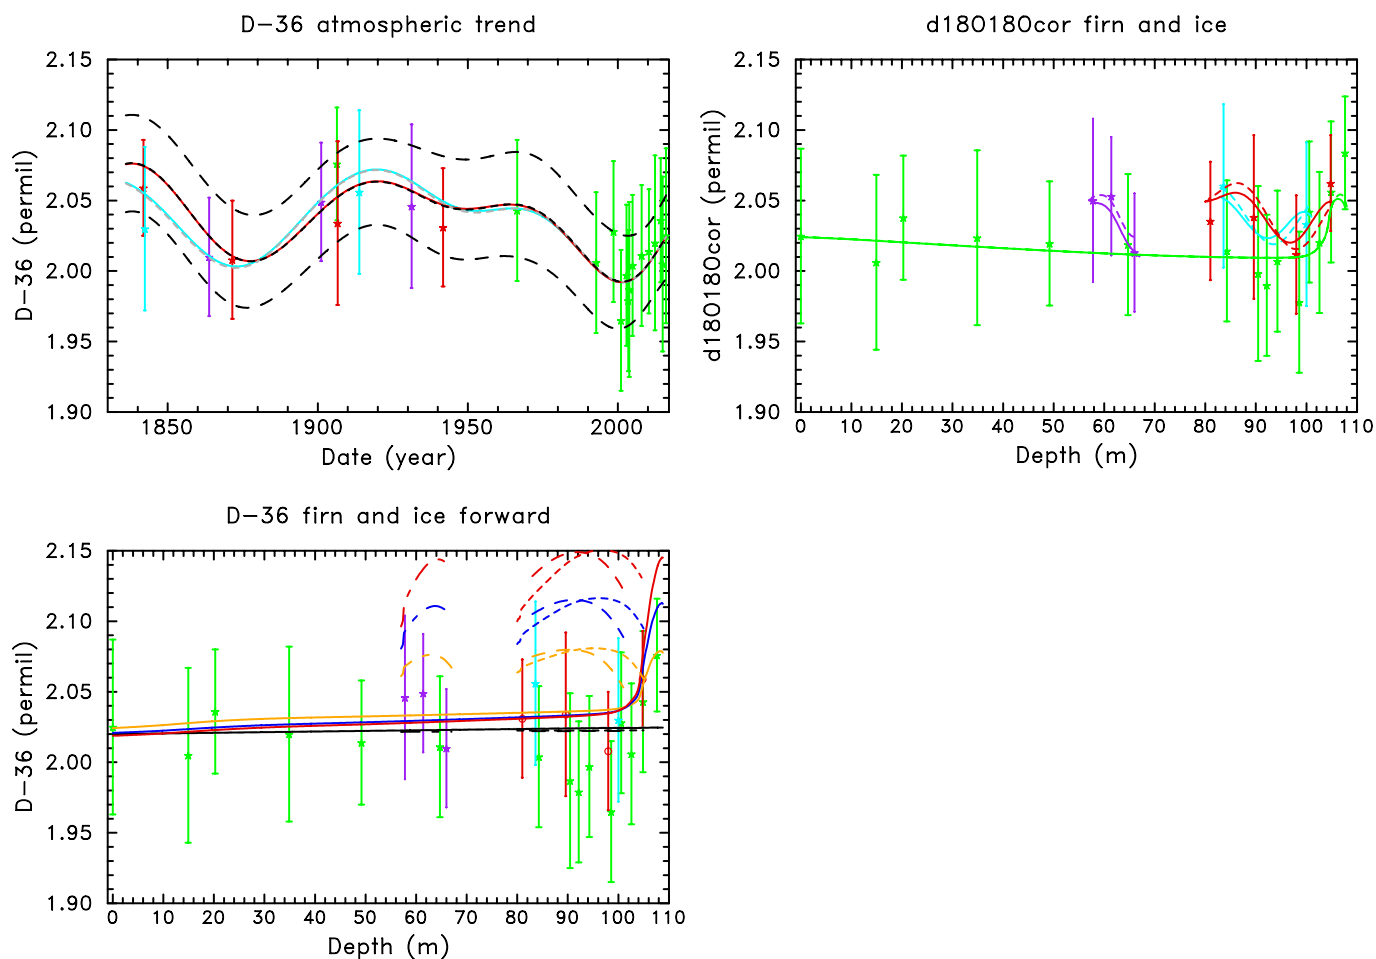 D-36 atmospheric trend
2.15
2.10
2.05
2.00
1.95
1.90
D-36 (permil)
1850
1900
1950
2000
Date (year)
d18O18Ocor firn and ice
2.15
2.10
2.05
2.00
1.95
1.90
d18O18Ocor (permil)
0 10 20 30 40 50 60 70 80 90 100 110
Depth (m)
D-36 firn and ice forward
2.15
2.10
2.05
2.00
1.95
1.90
D-36 (permil)
0 10 20 30 40 50 60 70 80 90 100 110
Depth (m)